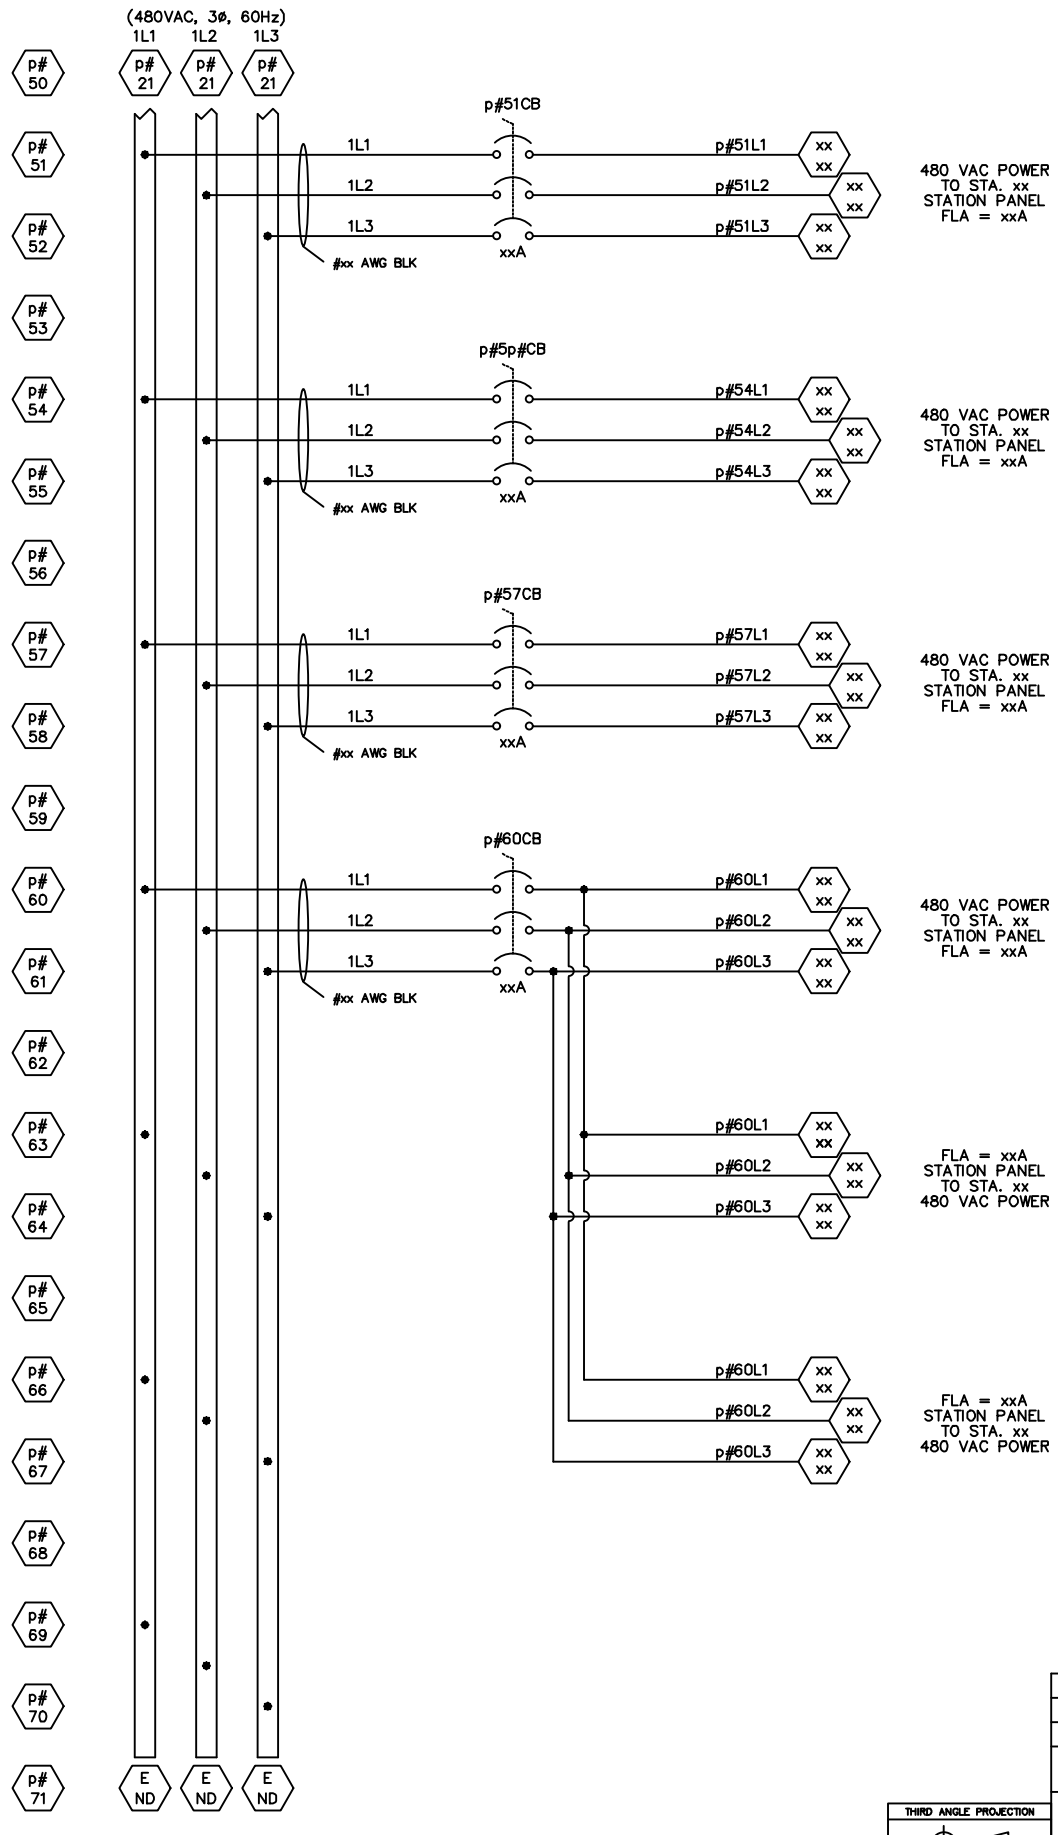 (480VAC, 3ø, 60Hz)
1L1 1L2 1L3
p# 50
p# 21
p# 21
p# 21
p#51CB
p# 51
1L1
p#51L1
xx xx
1L2
p#51L2
xx xx
480 VAC POWER
TO STA. xx
STATION PANEL
FLA = xxA
p# 52
1L3
xxA
p#51L3
xx xx
#xx AWG BLK
p# 53
p#5p#CB
p# 54
1L1
p#54L1
xx xx
1L2
p#54L2
xx xx
480 VAC POWER
TO STA. xx
STATION PANEL
FLA = xxA
p# 55
1L3
xxA
p#54L3
xx xx
#xx AWG BLK
p# 56
p#57CB
p# 57
1L1
p#57L1
xx xx
1L2
p#57L2
xx xx
480 VAC POWER
TO STA. xx
STATION PANEL
FLA = xxA
p# 58
1L3
xxA
p#57L3
xx xx
#xx AWG BLK
p# 59
p#60CB
p# 60
1L1
p#60L1
xx xx
1L2
p#60L2
xx xx
480 VAC POWER
TO STA. xx
STATION PANEL
FLA = xxA
p# 61
1L3
xxA
p#60L3
xx xx
#xx AWG BLK
p# 62
p# 63
p#60L1
xx xx
p#60L2
xx xx
FLA = xxA
STATION PANEL
TO STA. xx
480 VAC POWER
p# 64
p#60L3
xx xx
p# 65
p# 66
p#60L1
xx xx
p#60L2
xx xx
FLA = xxA
STATION PANEL
TO STA. xx
480 VAC POWER
p# 67
p#60L3
xx xx
p# 68
p# 69
p# 70
p# 71
E ND
E ND
E ND
THIRD ANGLE PROJECTION